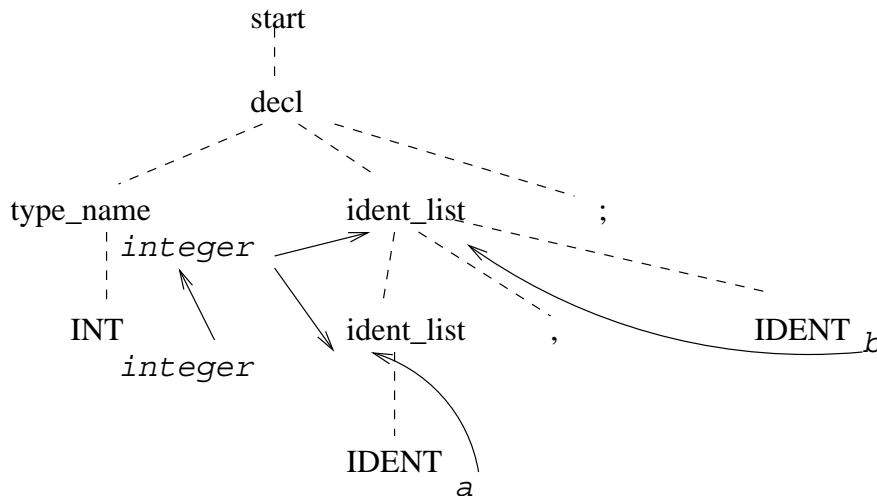 start
decl
type_name ident_list ;
integer
INT ident_list , IDENT b
integer
IDENT
a